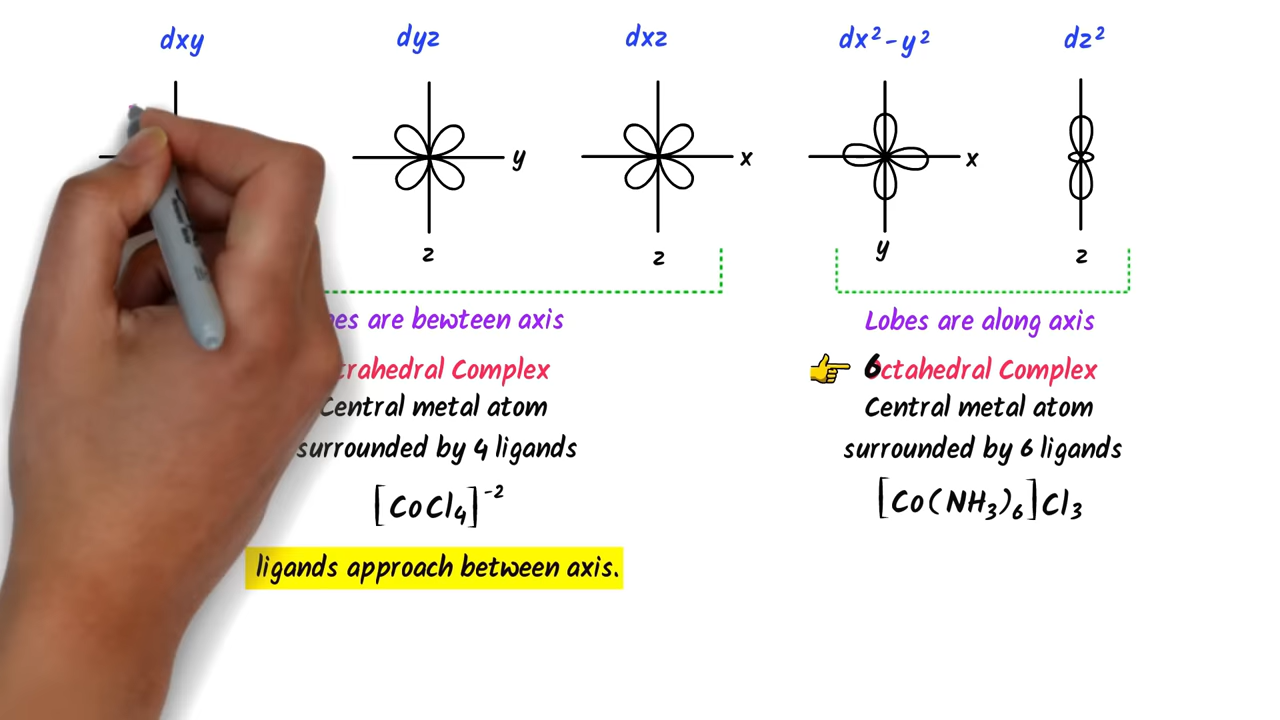 dxy dyz dxz dx²-y² dz²
y x x
z z y z
bes are bewteen axis Lobes are along axis
trahedral Complex 6ctahedral Complex
Central metal atom Central metal atom
surrounded by 4 ligands surrounded by 6 ligands
[CoCl₄]⁻² [Co(NH₃)₆]Cl₃
ligands approach between axis.